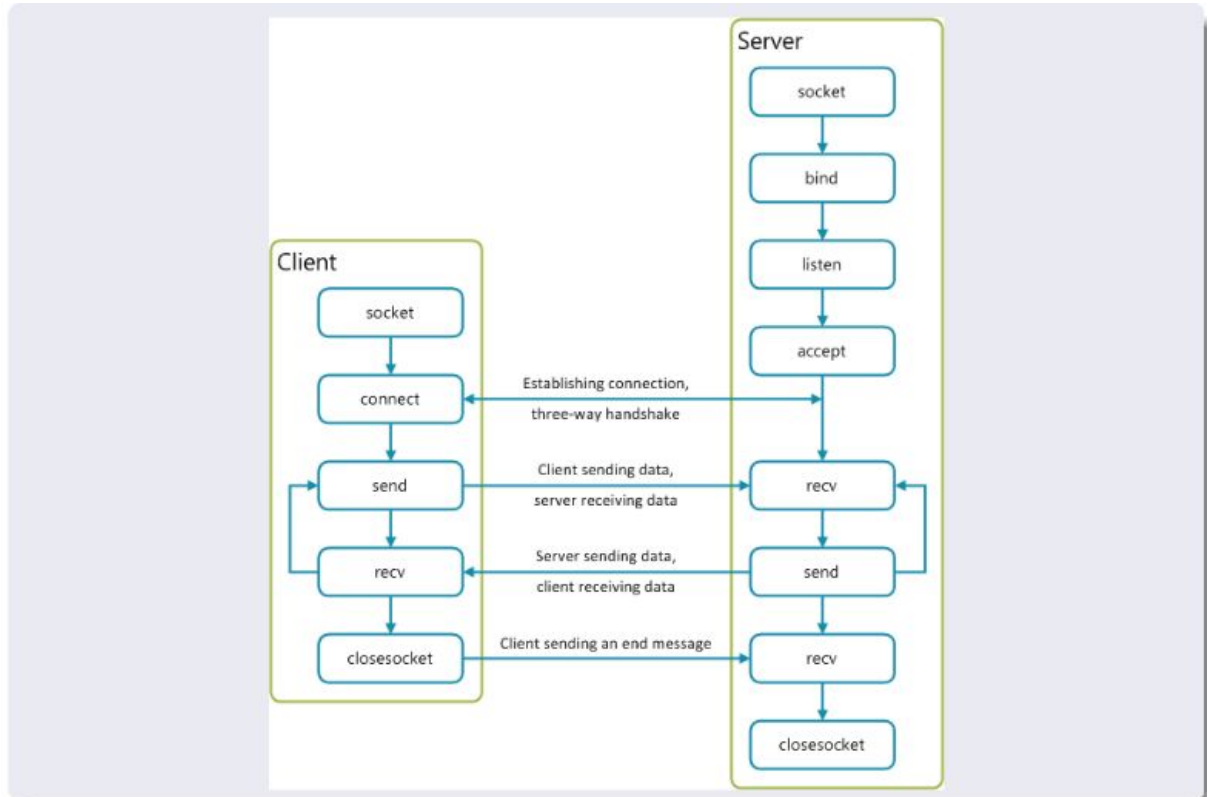 Server
socket
bind
listen
Client
socket
accept
Establishing connection,
connect
three-way handshake
Client sending data,
send
recv
server receiving data
Server sending data,
recv
send
client receiving data
Client sending an end message
closesocket
recv
closesocket